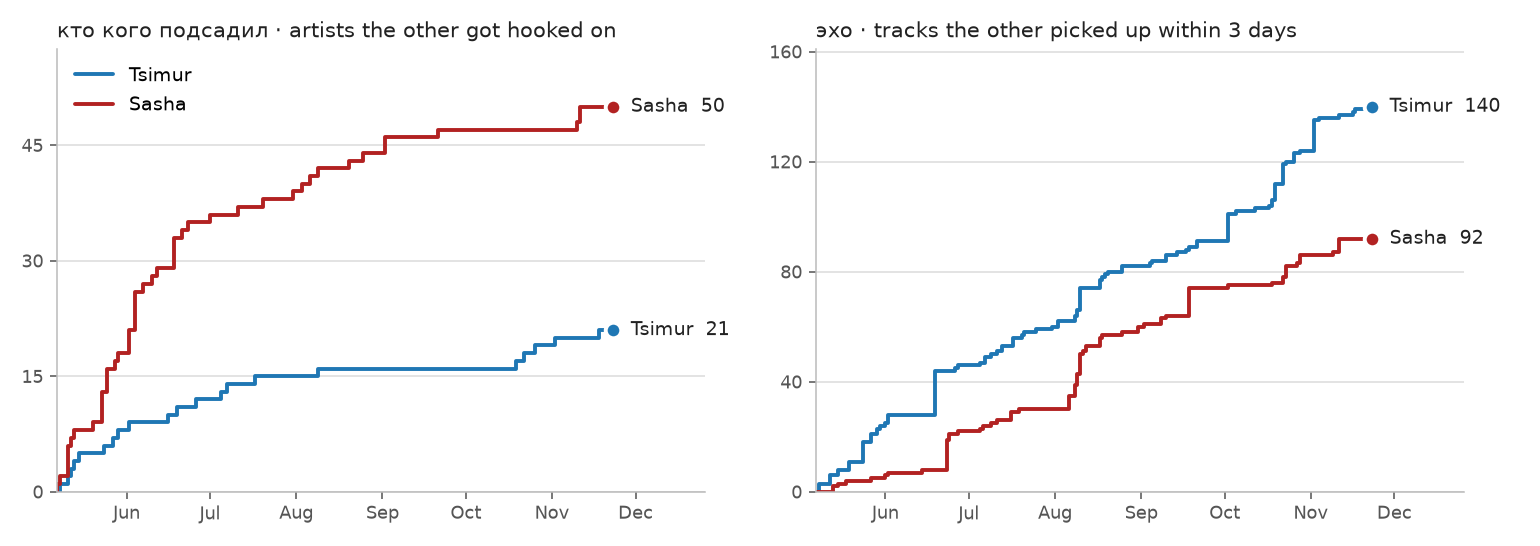 кто кого подсадил · artists the other got hooked on
Tsimur
Sasha
Sasha 50
Tsimur 21
45
30
15
0
Jun Jul Aug Sep Oct Nov Dec
эхо · tracks the other picked up within 3 days
160
120
80
40
0
Tsimur 140
Sasha 92
Jun Jul Aug Sep Oct Nov Dec